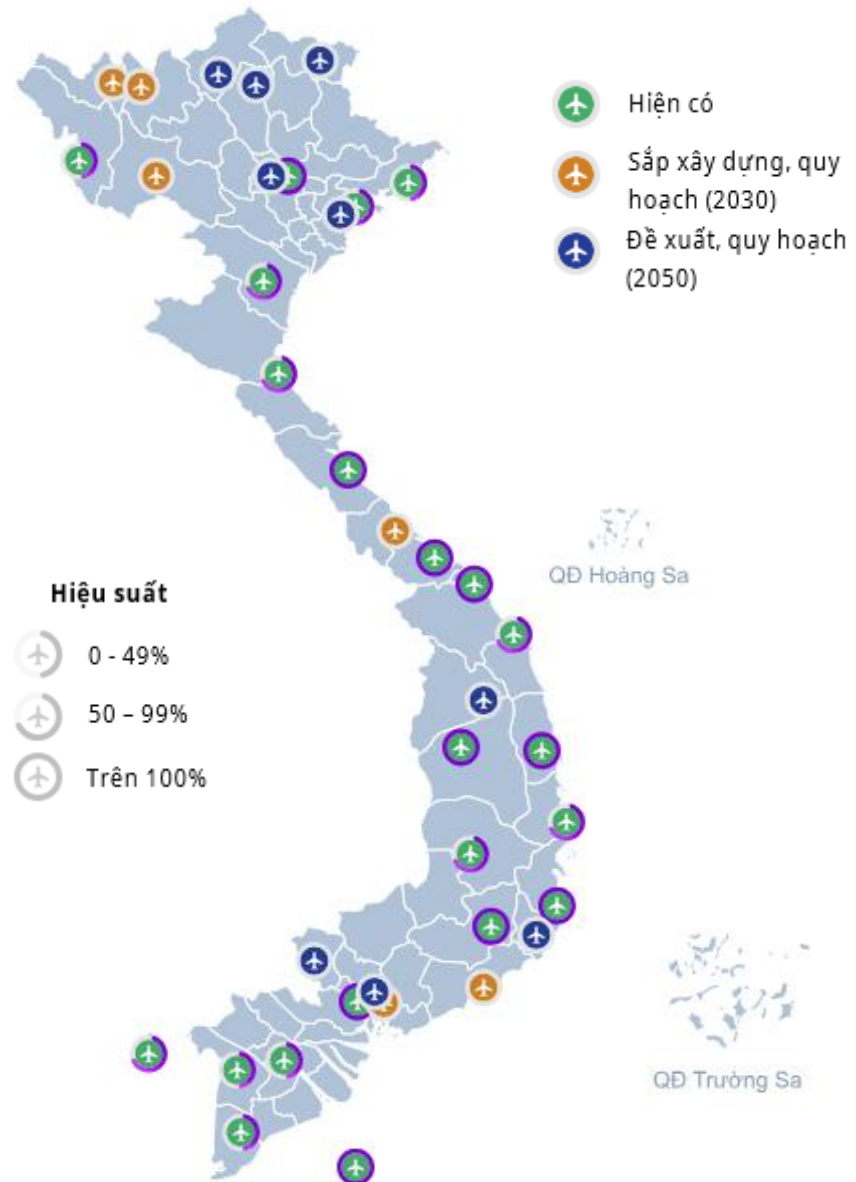 Hiện có
Sắp xây dựng, quy
hoạch (2030)
Đề xuất, quy hoạch
(2050)
QĐ Hoàng Sa
Hiệu suất
0 - 49%
50 – 99%
Trên 100%
QĐ Trường Sa